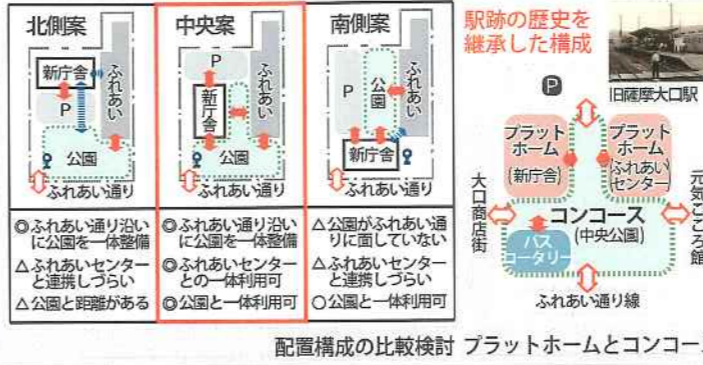 北側案
新庁舎
P
ふれあい
公園
ふれあい通り
◎ふれあい通り沿い
に公園を一体整備
△ふれあいセンター
と連携しづらい
△公園と距離がある
中央案
P
新庁舎
ふれあい
公園
ふれあい通り
◎ふれあい通り沿い
に公園を一体整備
◎ふれあいセンター
との一体利用可
◎公園と一体利用可
南側案
P
公園
ふれあい
新庁舎
ふれあい通り
△公園がふれあい通
りに面していない
△ふれあいセンター
と連携しづらい
○公園と一体利用可
駅跡の歴史を
継承した構成
旧薩摩大口駅
P
プラット
ホーム
(新庁舎)
プラット
ホーム
(ふれあい
センター)
大口商店街
元気こころ館
コンコース
(中央公園)
バス
ロータリー
ふれあい通り線
配置構成の比較検討 プラットホームとコンコー